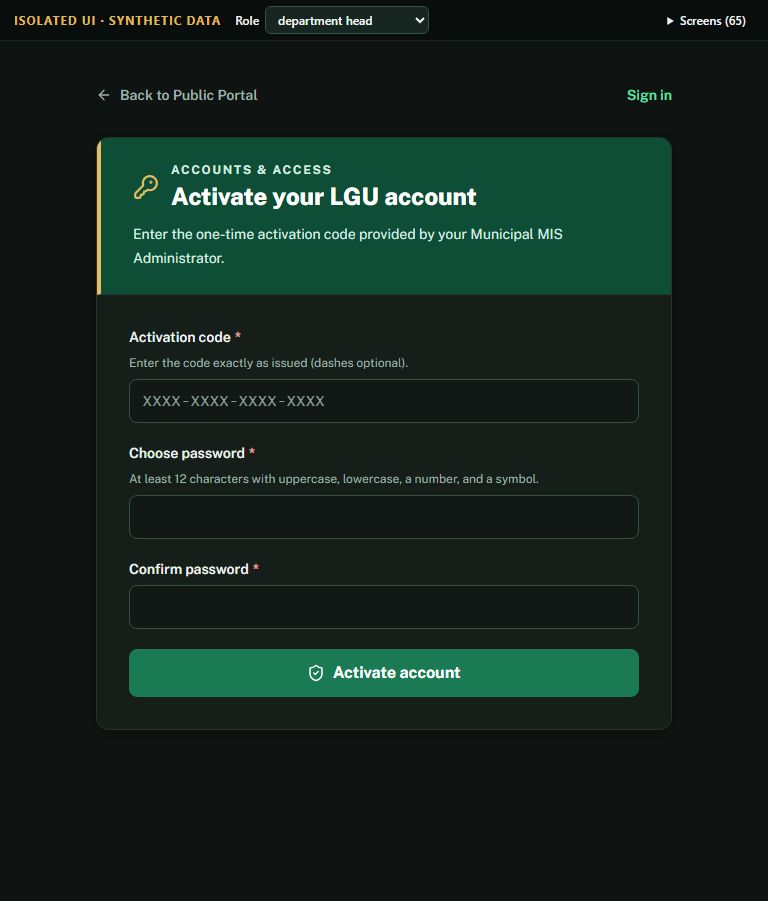 ISOLATED UI · SYNTHETIC DATA Role department head ▶ Screens (65)
← Back to Public Portal Sign in
ACCOUNTS & ACCESS
Activate your LGU account
Enter the one-time activation code provided by your Municipal MIS
Administrator.
Activation code *
Enter the code exactly as issued (dashes optional).
XXXX-XXXX-XXXX-XXXX
Choose password *
At least 12 characters with uppercase, lowercase, a number, and a symbol.
Confirm password *
Activate account